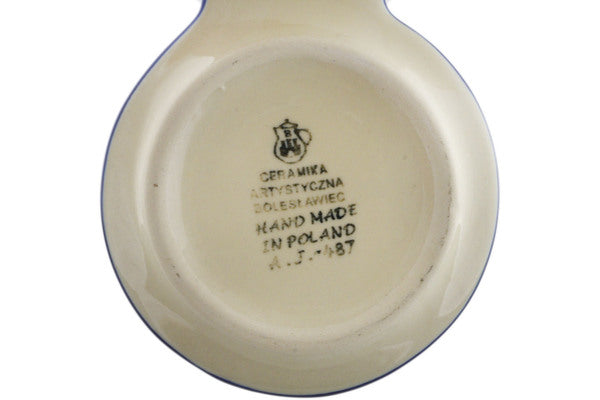 CERAMIKA
ARTYSTYCZNA
BOLESŁAWIEC
HAND MADE
IN POLAND
A.J.-487